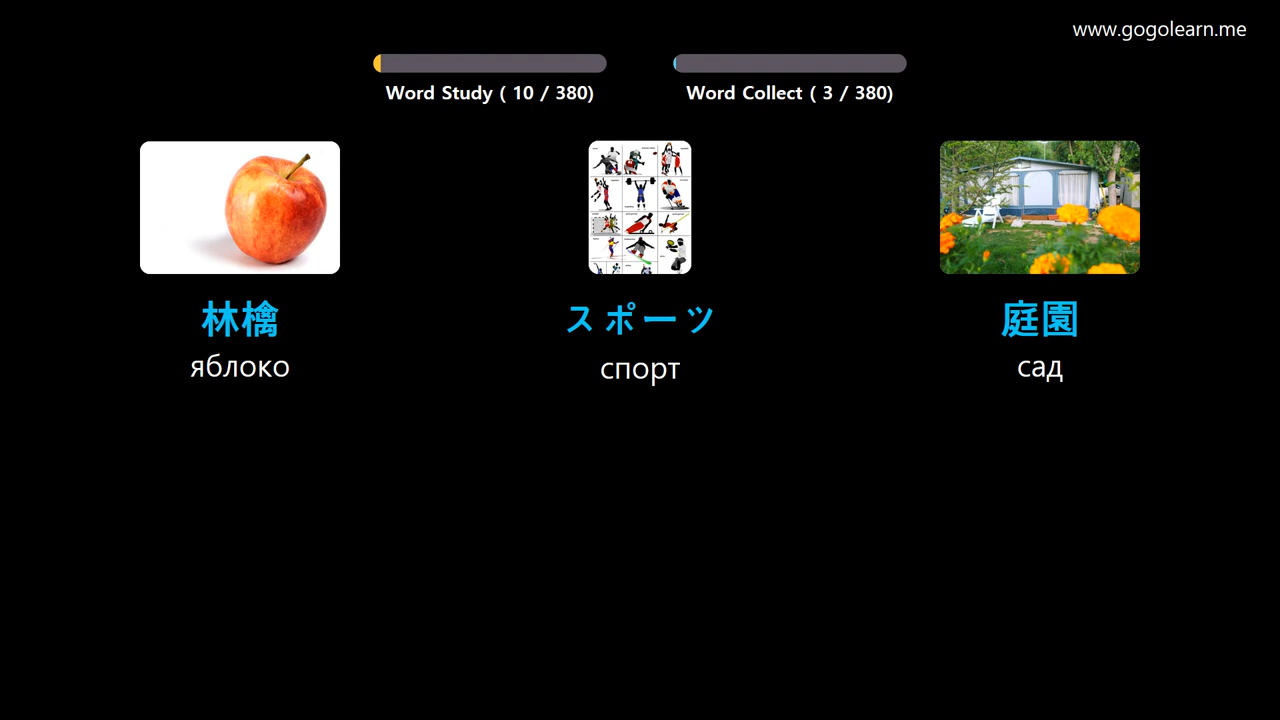 www.gogolearn.me
Word Study ( 10 / 380)
Word Collect ( 3 / 380)
林檎
スポーツ
庭園
яблоко
спорт
сад